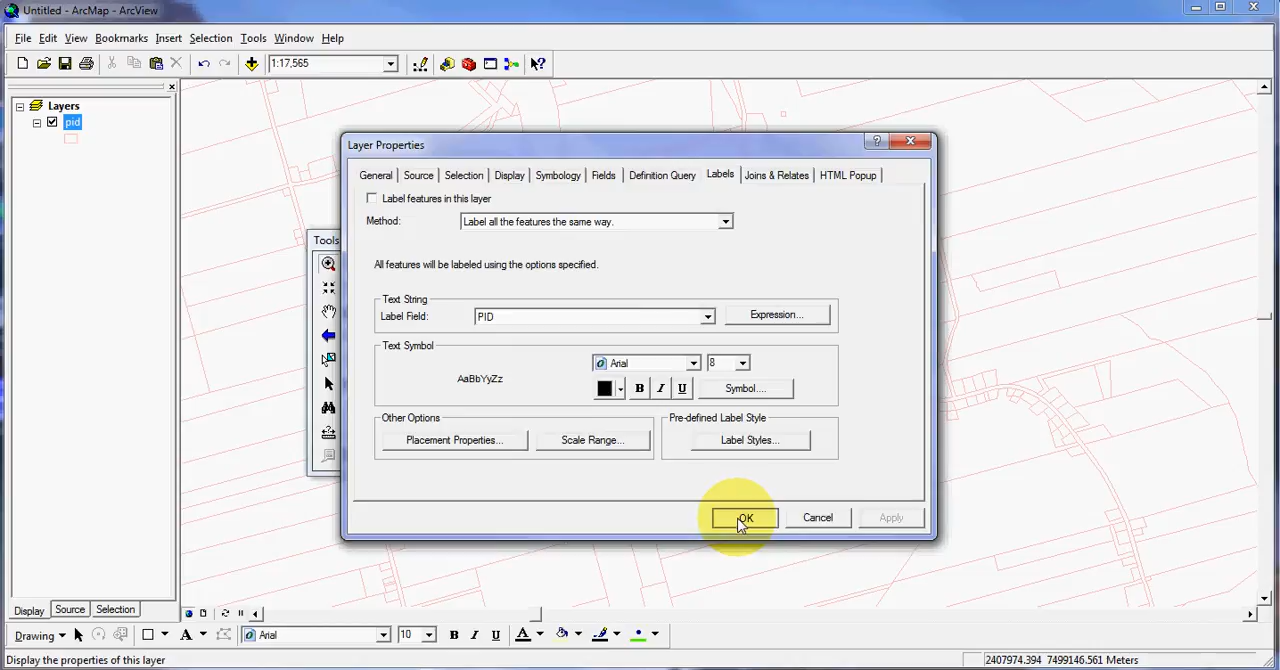 Untitled - ArcMap - ArcView
File Edit View Bookmarks Insert Selection Tools Window Help
1:17,565
Layers
pid
Layer Properties
General Source Selection Display Symbology Fields Definition Query Labels Joins & Relates HTML Popup
Label features in this layer
Method: Label all the features the same way.
All features will be labeled using the options specified.
Text String
Label Field: PID Expression...
Text Symbol
AaBbYyZz
Arial 8
B I U Symbol...
Other Options
Placement Properties... Scale Range...
Pre-defined Label Style
Label Styles...
OK Cancel Apply
Tools
Display Source Selection
Drawing A Arial 10 B I U A
Display the properties of this layer
2407974.394 7499146.561 Meters